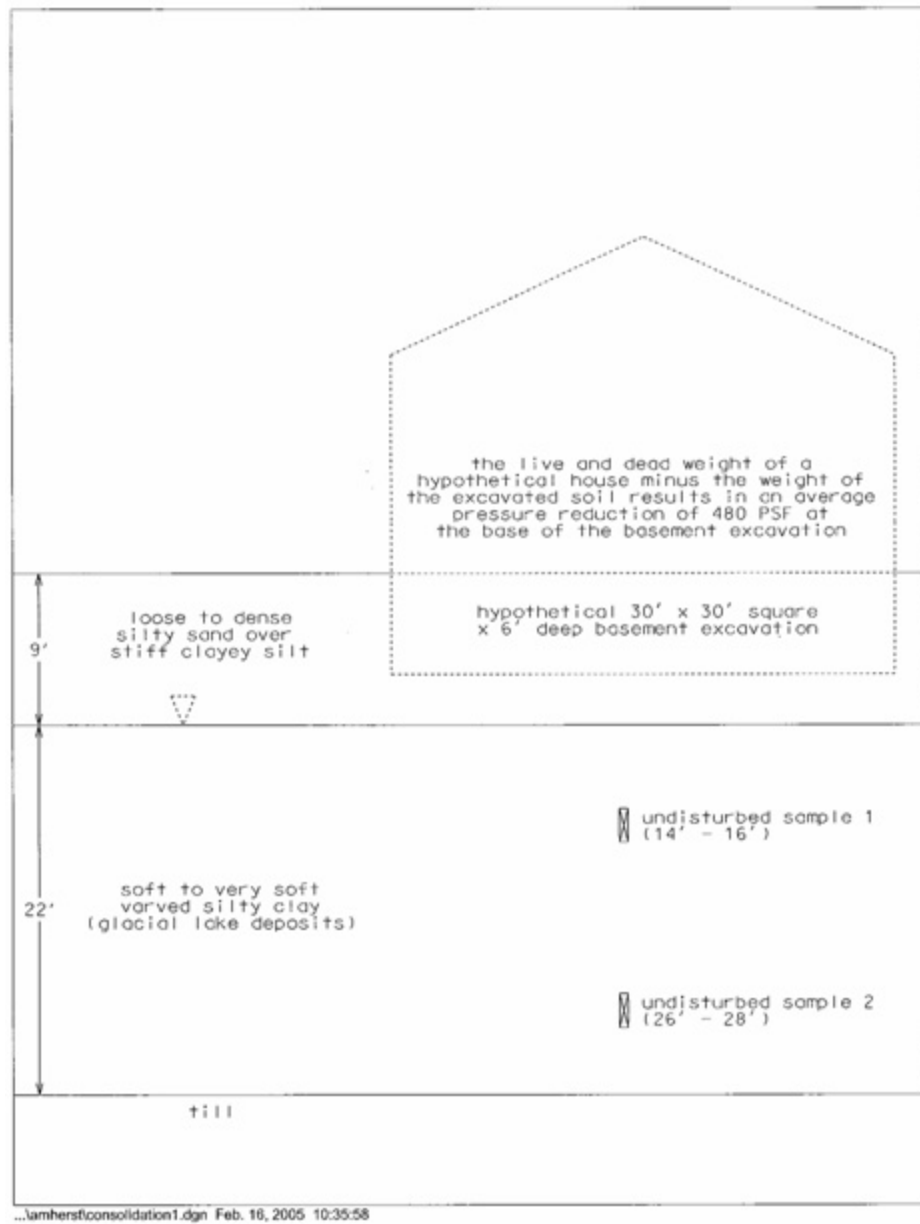 the live and dead weight of a
hypothetical house minus the weight of
the excavated soil results in an average
pressure reduction of 480 PSF at
the base of the basement excavation
loose to dense
silty sand over
stiff clayey silt
9'
hypothetical 30' x 30' square
x 6' deep basement excavation
undisturbed sample 1
(14' - 16')
22'
soft to very soft
varved silty clay
(glacial lake deposits)
undisturbed sample 2
(26' - 28')
till
...\amherst\consolidation1.dgn Feb. 16, 2005 10:35:58